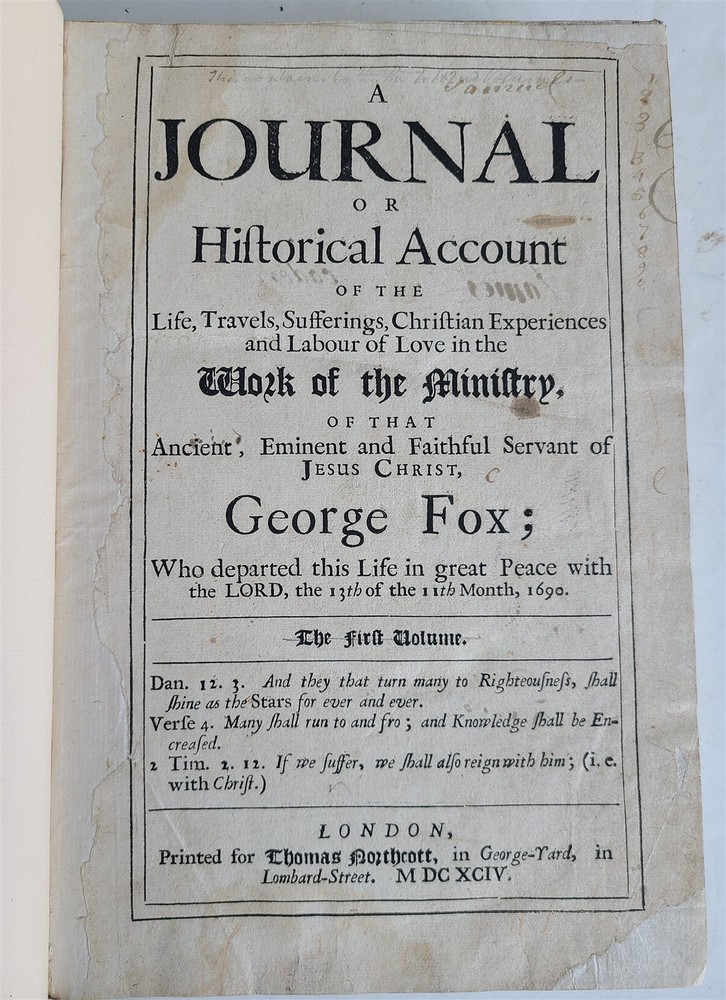 Samuel
A
JOURNAL
OR
Hiſtorical Account
OF THE
Life, Travels, Sufferings, Chriſtian Experiences
and Labour of Love in the
Work of the Miniſtry,
OF THAT
Ancient, Eminent and Faithful Servant of
JESUS CHRIST,
George Fox;
Who departed this Life in great Peace with
the LORD, the 13th of the 11th Month, 1690.
The Firſt Volume.
Dan. 12. 3. And they that turn many to Righteouſneſs, ſhall
ſhine as the Stars for ever and ever.
Verſe 4. Many ſhall run to and fro; and Knowledge ſhall be En-
creaſed.
2 Tim. 2. 12. If we ſuffer, we ſhall alſo reign with him; (i. e.
with Chriſt.)
LONDON,
Printed for Thomas Northcott, in George-Yard, in
Lombard-Street. M DC XCIV.